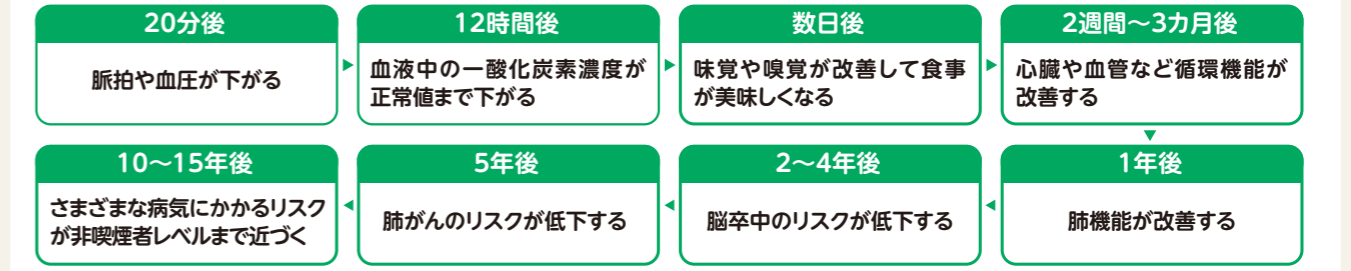 20分後
脈拍や血圧が下がる
12時間後
血液中の一酸化炭素濃度が
正常値まで下がる
数日後
味覚や嗅覚が改善して食事
が美味しくなる
2週間～3カ月後
心臓や血管など循環機能が
改善する
1年後
肺機能が改善する
2～4年後
脳卒中のリスクが低下する
5年後
肺がんのリスクが低下する
10～15年後
さまざまな病気にかかるリスク
が非喫煙者レベルまで近づく